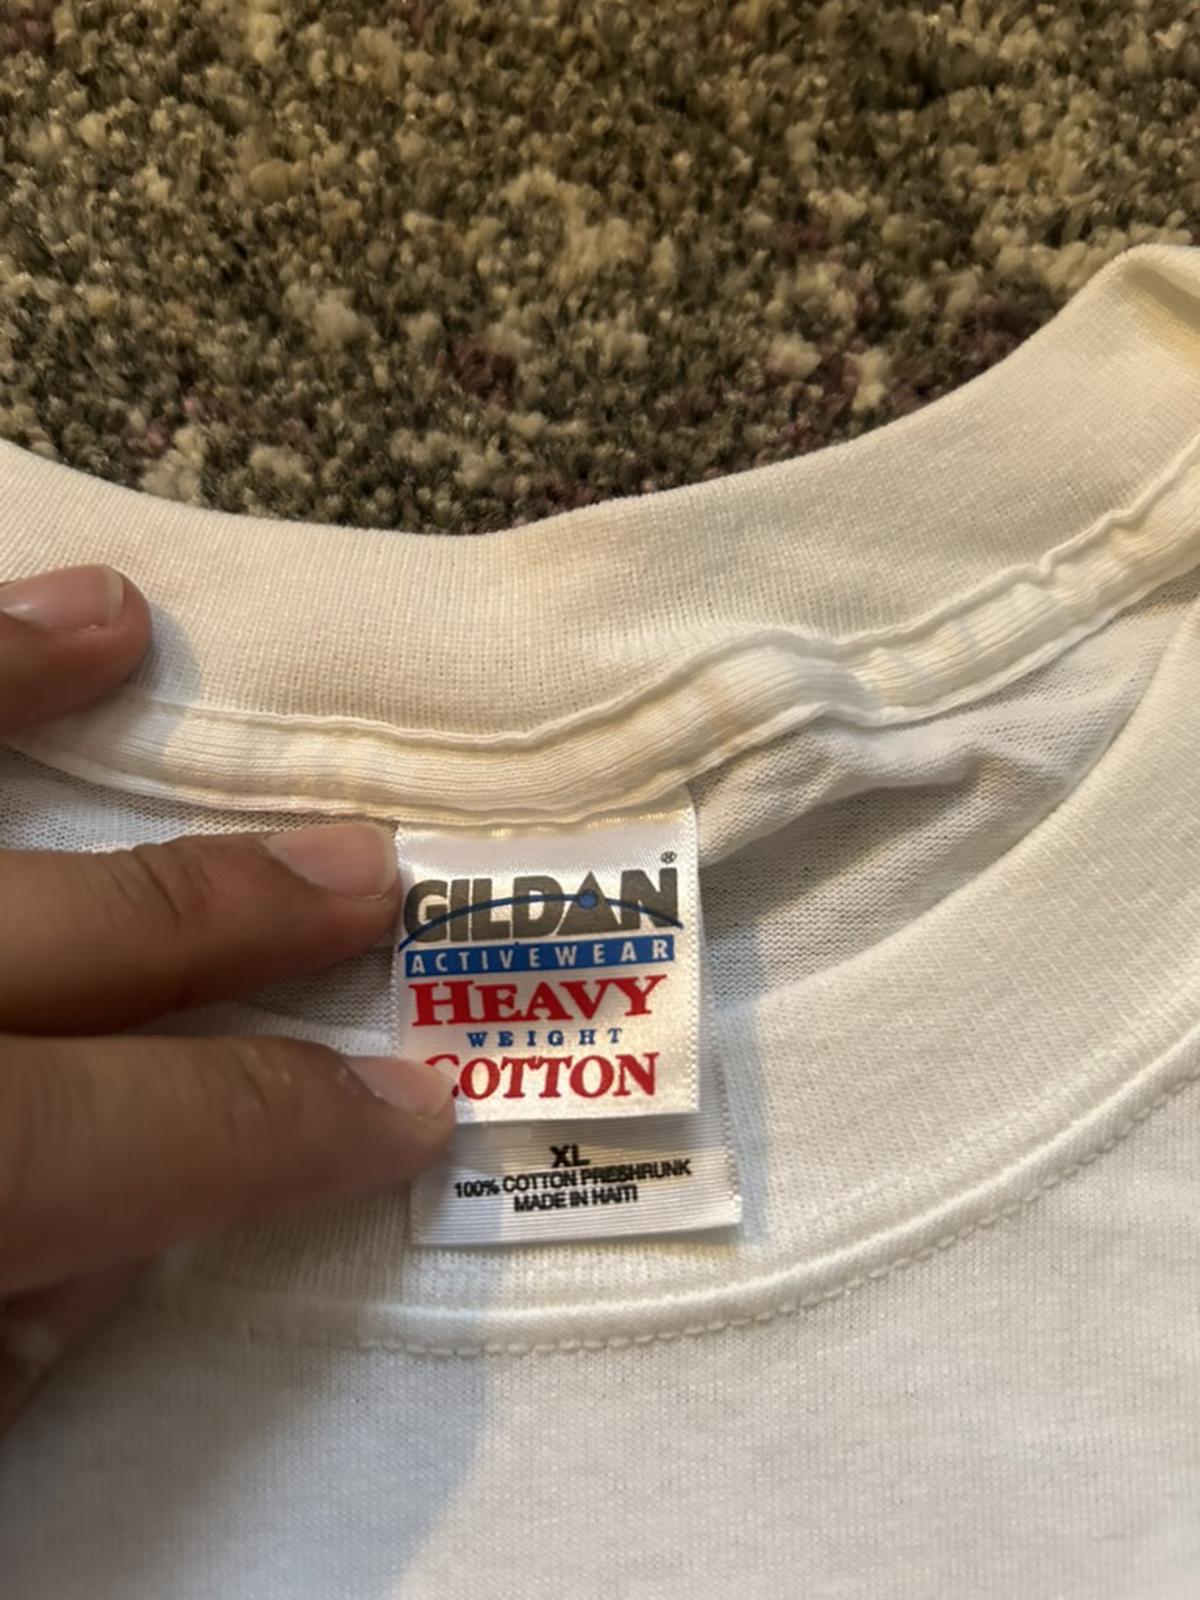 GILDAN®
ACTIVEWEAR
HEAVY
WEIGHT
COTTON
XL
100% COTTON PRESHRUNK
MADE IN HAITI